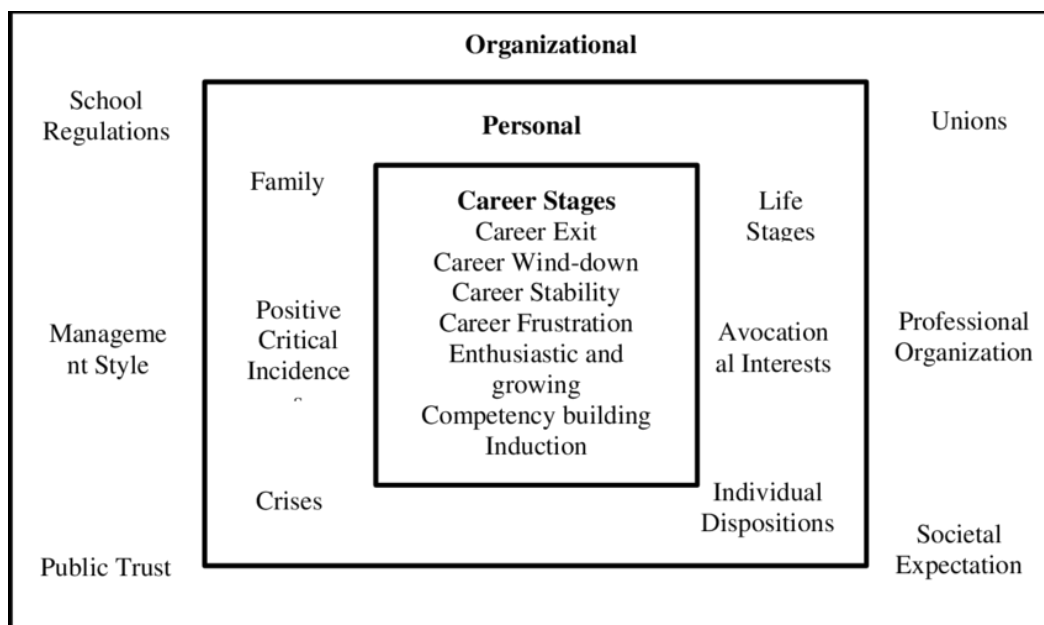 Organizational
School
Regulations
Unions
Personal
Family
Life
Stages
Career Stages
Career Exit
Career Wind-down
Career Stability
Career Frustration
Enthusiastic and
growing
Competency building
Induction
Positive
Critical
Incidence
s
Avocation
al Interests
Manageme
nt Style
Professional
Organization
Crises
Individual
Dispositions
Public Trust
Societal
Expectation